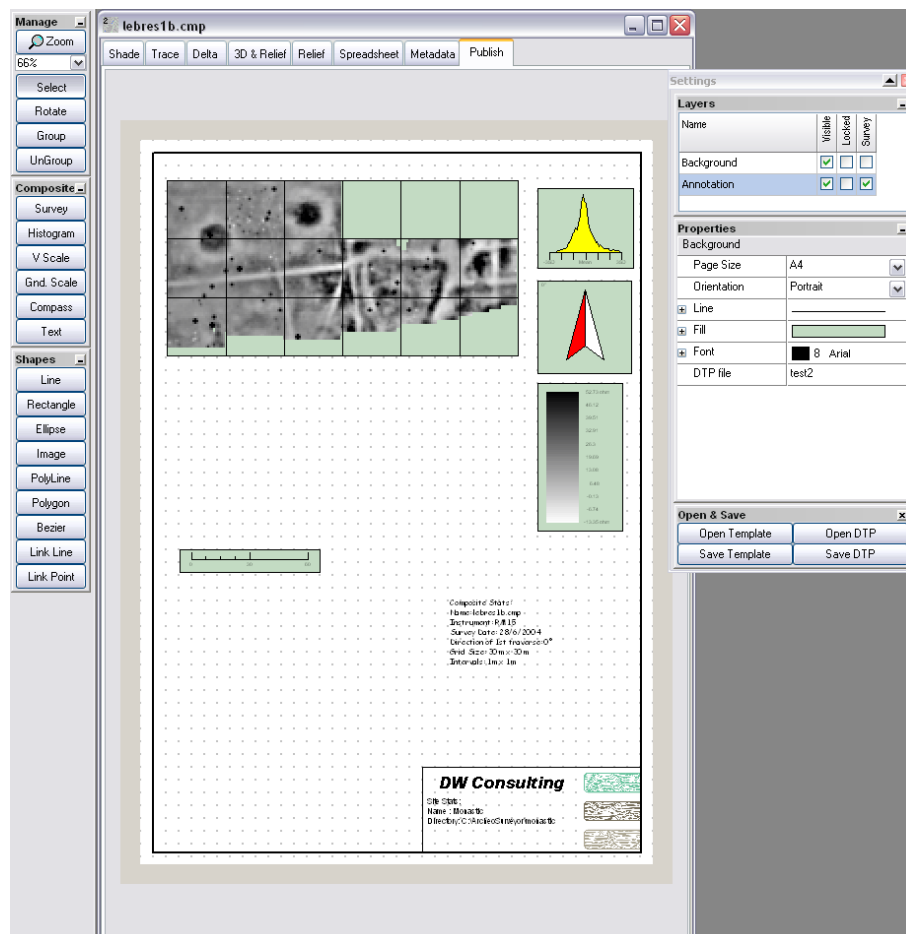 Manage
Zoom
66%
Select
Rotate
Group
UnGroup
Composite
Survey
Histogram
V Scale
Gnd. Scale
Compass
Text
Shapes
Line
Rectangle
Ellipse
Image
PolyLine
Polygon
Bezier
Link Line
Link Point
2 lebres1b.cmp
Shade Trace Delta 3D & Relief Relief Spreadsheet Metadata Publish
Composite Stats:
Name: lebres1b.cmp
Instrument: RM15
Survey Date: 28/6/2004
Direction of 1st traverse: 0°
Grid Size: 30m x 30m
Intervals: 1m x 1m
DW Consulting
Site Stats:
Name : Monastic
Directory: C:\ArcheoSurveyor\monastic
Settings
Layers
Name Visible Locked Survey
Background
Annotation
Properties
Background
Page Size A4
Orientation Portrait
Line
Fill
Font 8 Arial
DTP file test2
Open & Save
Open Template Open DTP
Save Template Save DTP